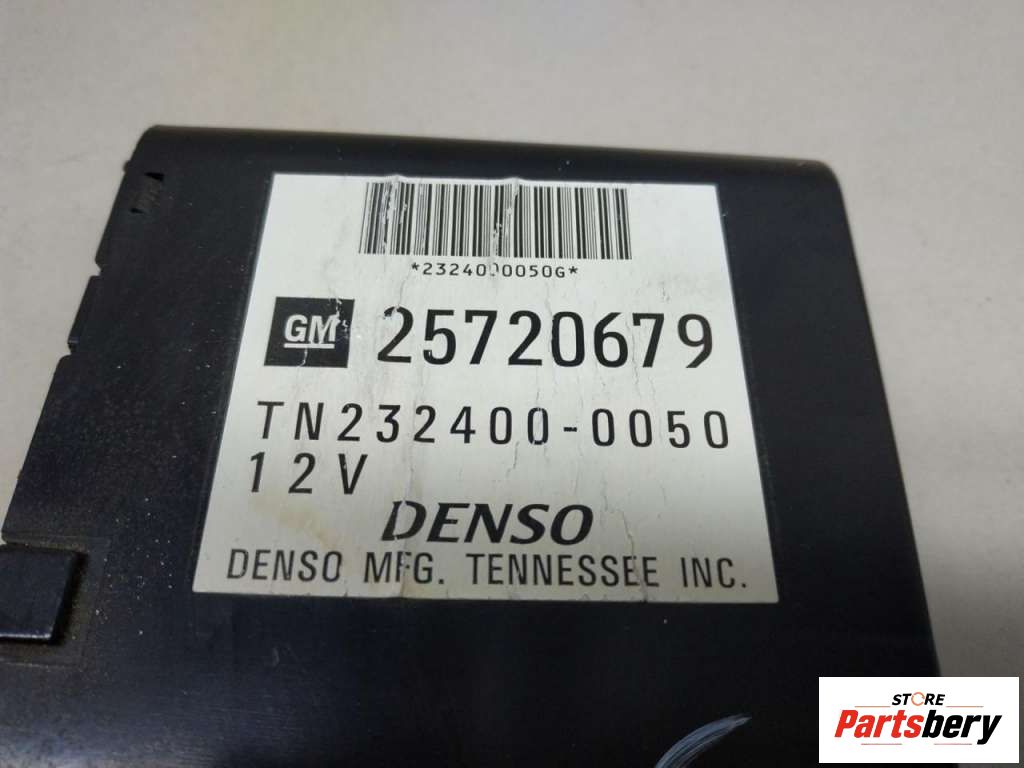 *2324000050G*
GM 25720679
TN232400-0050
12V
DENSO
DENSO MFG. TENNESSEE INC.
STORE
Partsbery